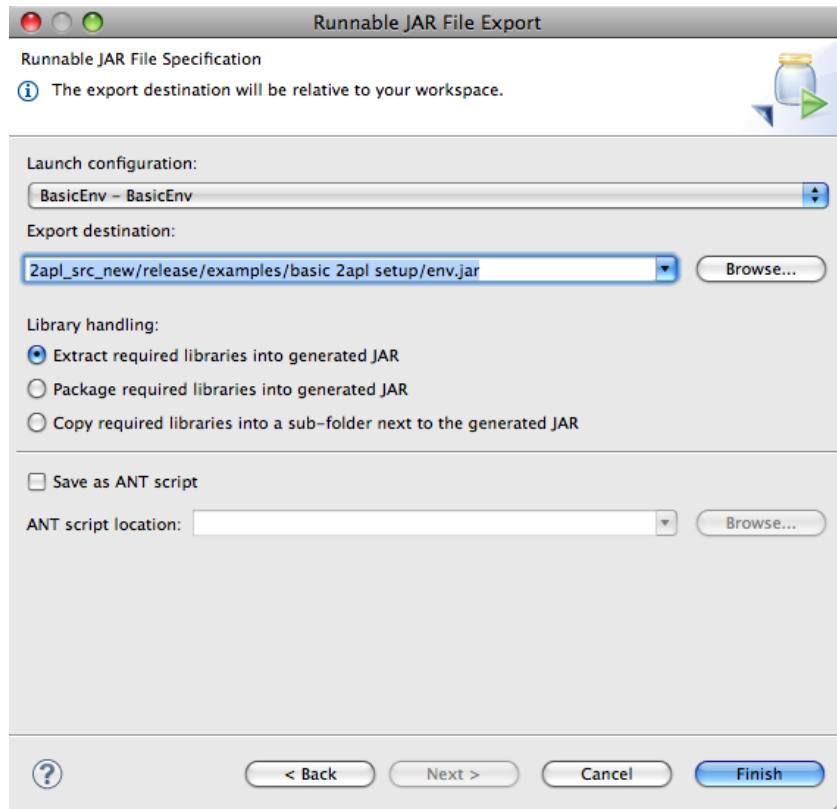 Runnable JAR File Export
Runnable JAR File Specification
The export destination will be relative to your workspace.
Launch configuration:
BasicEnv - BasicEnv
Export destination:
2apl_src_new/release/examples/basic 2apl setup/env.jar
Browse...
Library handling:
Extract required libraries into generated JAR
Package required libraries into generated JAR
Copy required libraries into a sub-folder next to the generated JAR
Save as ANT script
ANT script location:
Browse...
< Back
Next >
Cancel
Finish